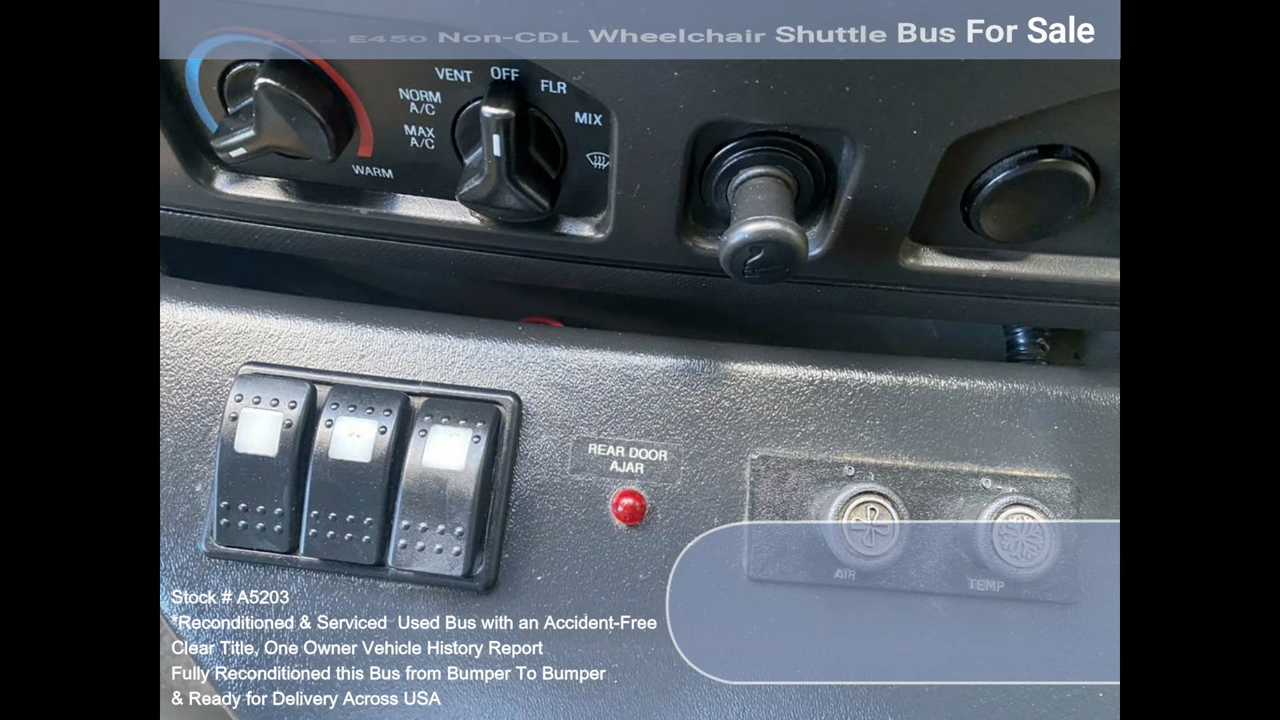 E450 Non-CDL Wheelchair Shuttle Bus For Sale
VENT OFF FLR
NORM
A/C
MIX
MAX
A/C
WARM
REAR DOOR
AJAR
AIR
TEMP
Stock # A5203
*Reconditioned & Serviced Used Bus with an Accident-Free
Clear Title, One Owner Vehicle History Report
Fully Reconditioned this Bus from Bumper To Bumper
& Ready for Delivery Across USA